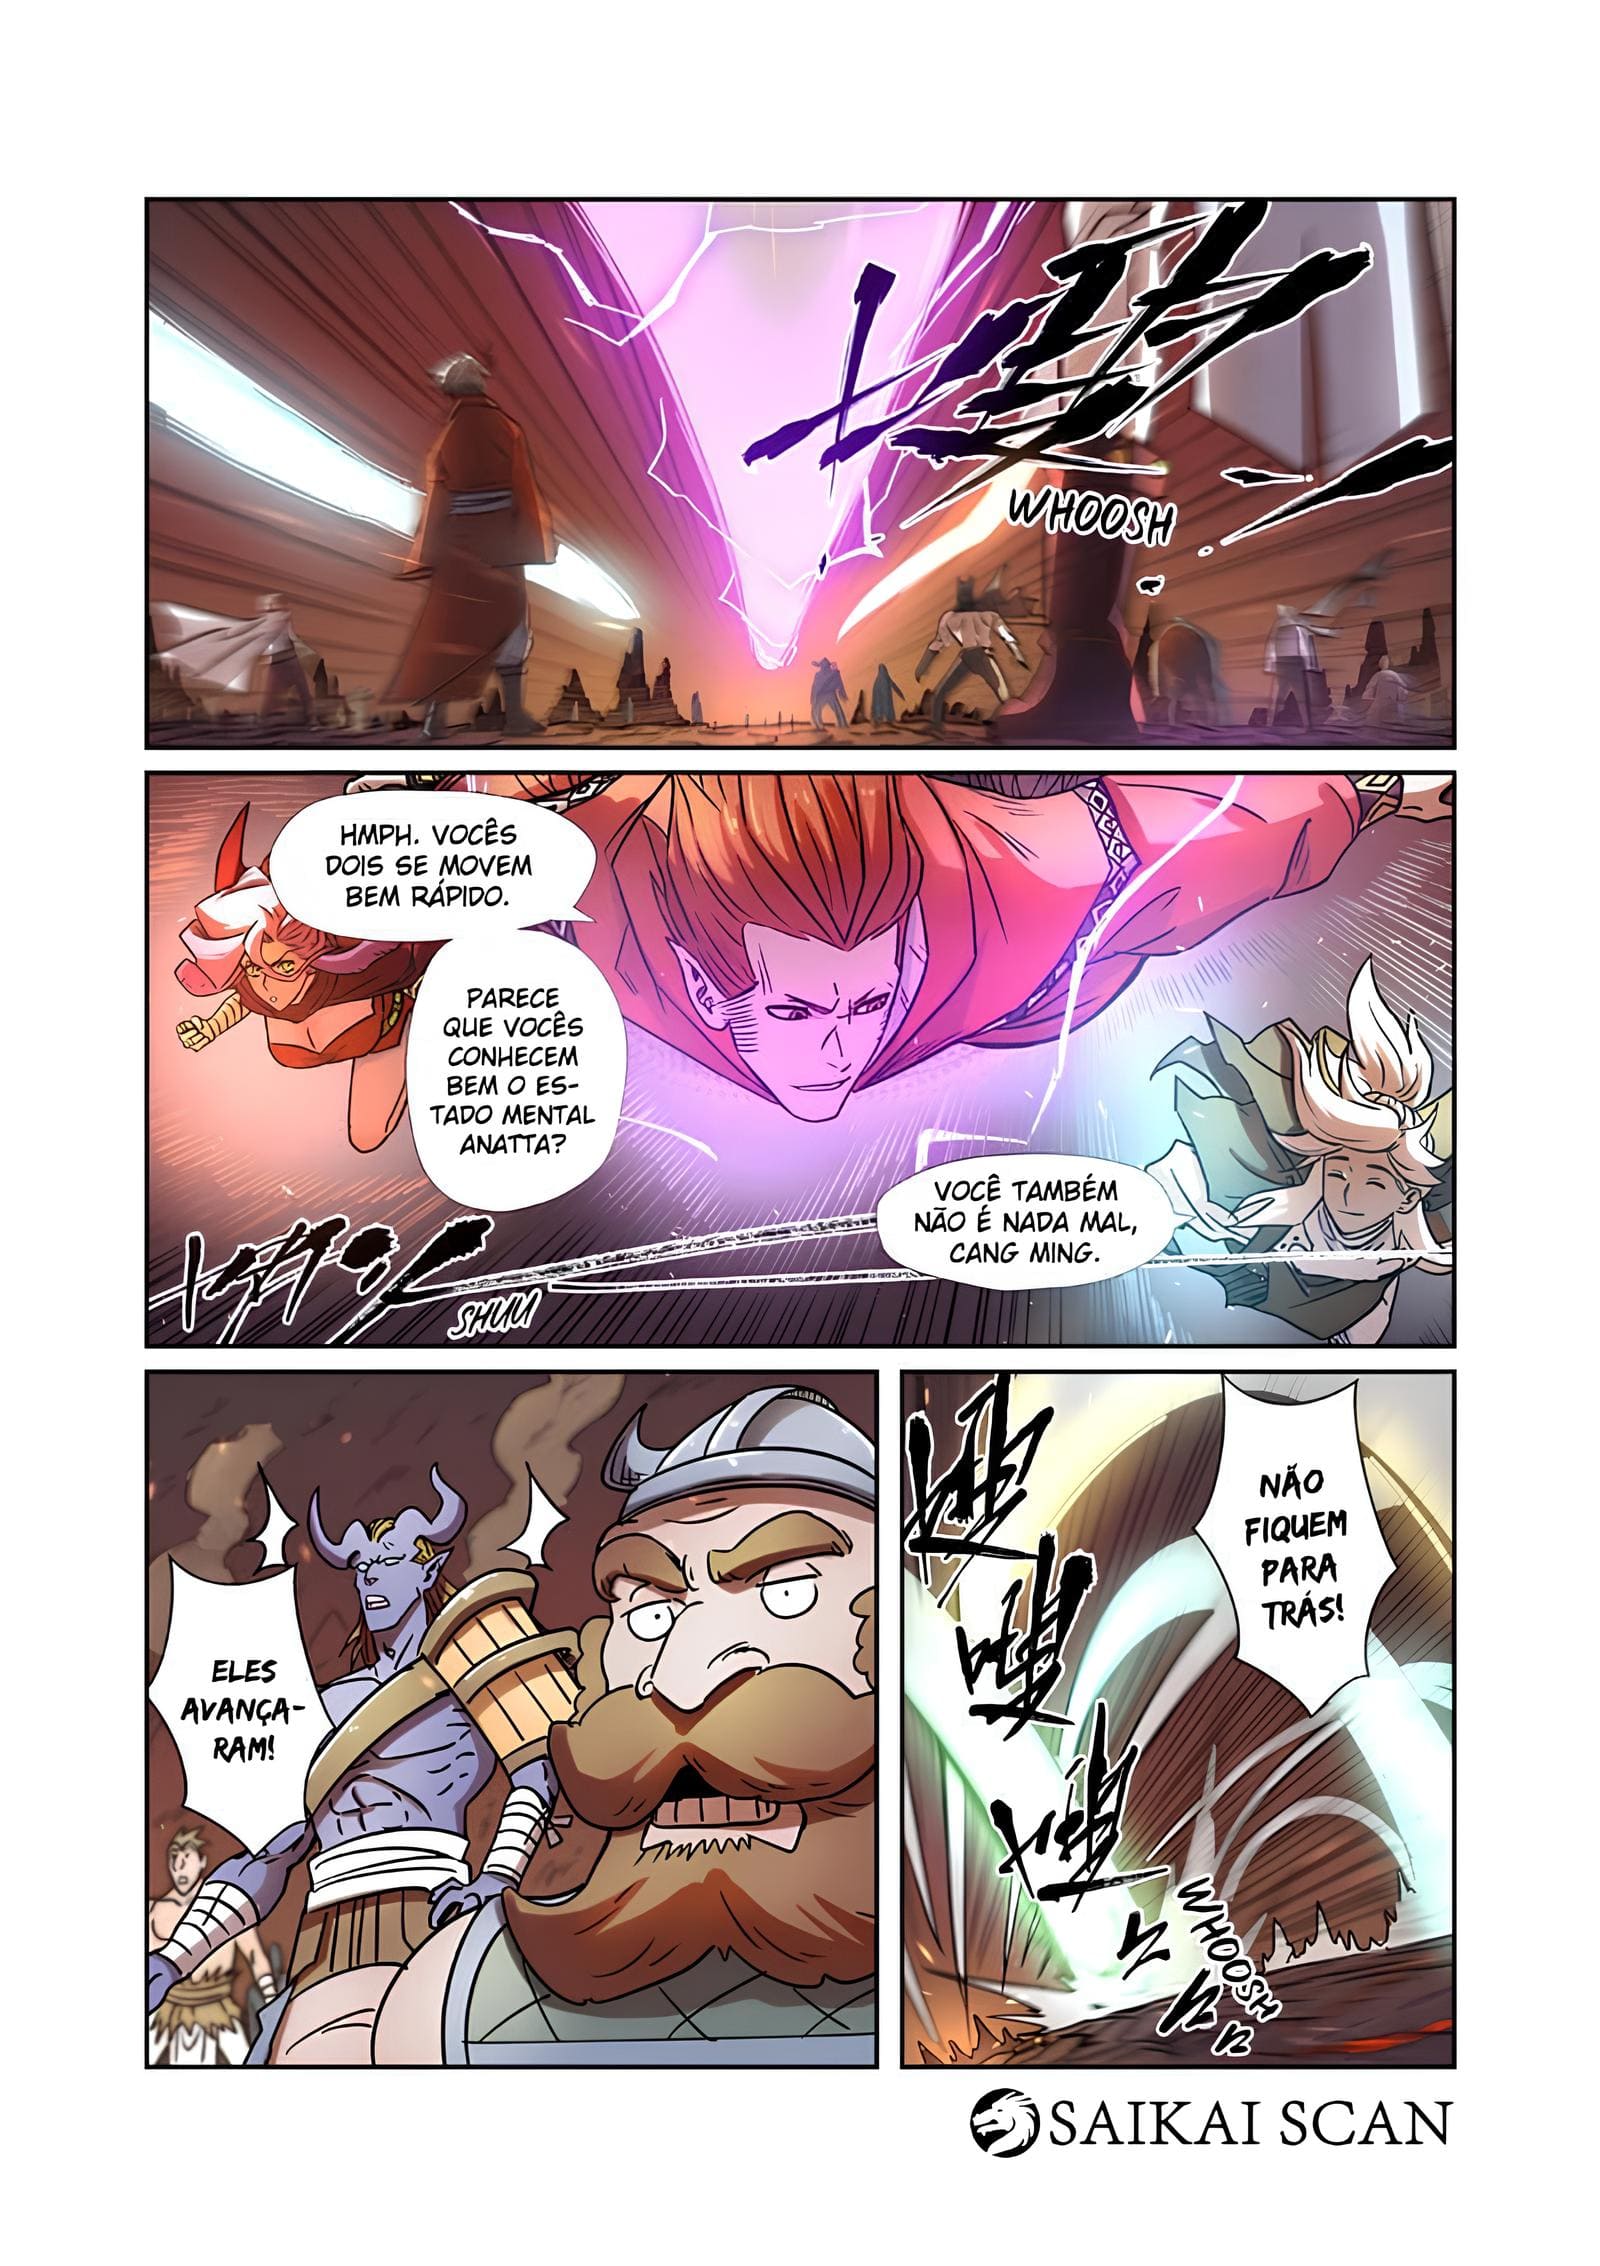 WHOOSH
HMPH. VOCÊS
DOIS SE MOVEM
BEM RÁPIDO.
PARECE
QUE VOCÊS
CONHECEM
BEM O ES-
TADO MENTAL
ANATTA?
VOCÊ TAMBÉM
NÃO É NADA MAL,
CANG MING.
SHUU
ELES
AVANÇA-
RAM!
NÃO
FIQUEM
PARA
TRÁS!
WHOOSH
SAIKAI SCAN